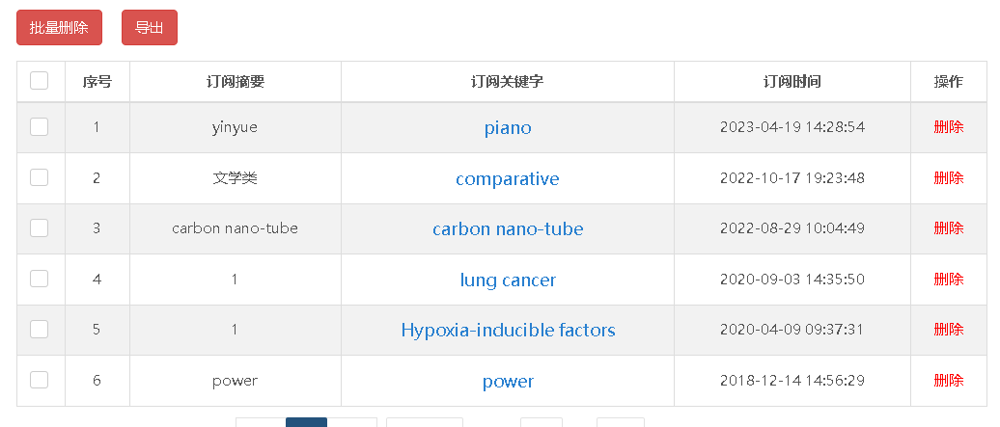 批量删除 导出
序号 订阅摘要 订阅关键字 订阅时间 操作
1 yinyue piano 2023-04-19 14:28:54 删除
2 文学类 comparative 2022-10-17 19:23:48 删除
3 carbon nano-tube carbon nano-tube 2022-08-29 10:04:49 删除
4 1 lung cancer 2020-09-03 14:35:50 删除
5 1 Hypoxia-inducible factors 2020-04-09 09:37:31 删除
6 power power 2018-12-14 14:56:29 删除